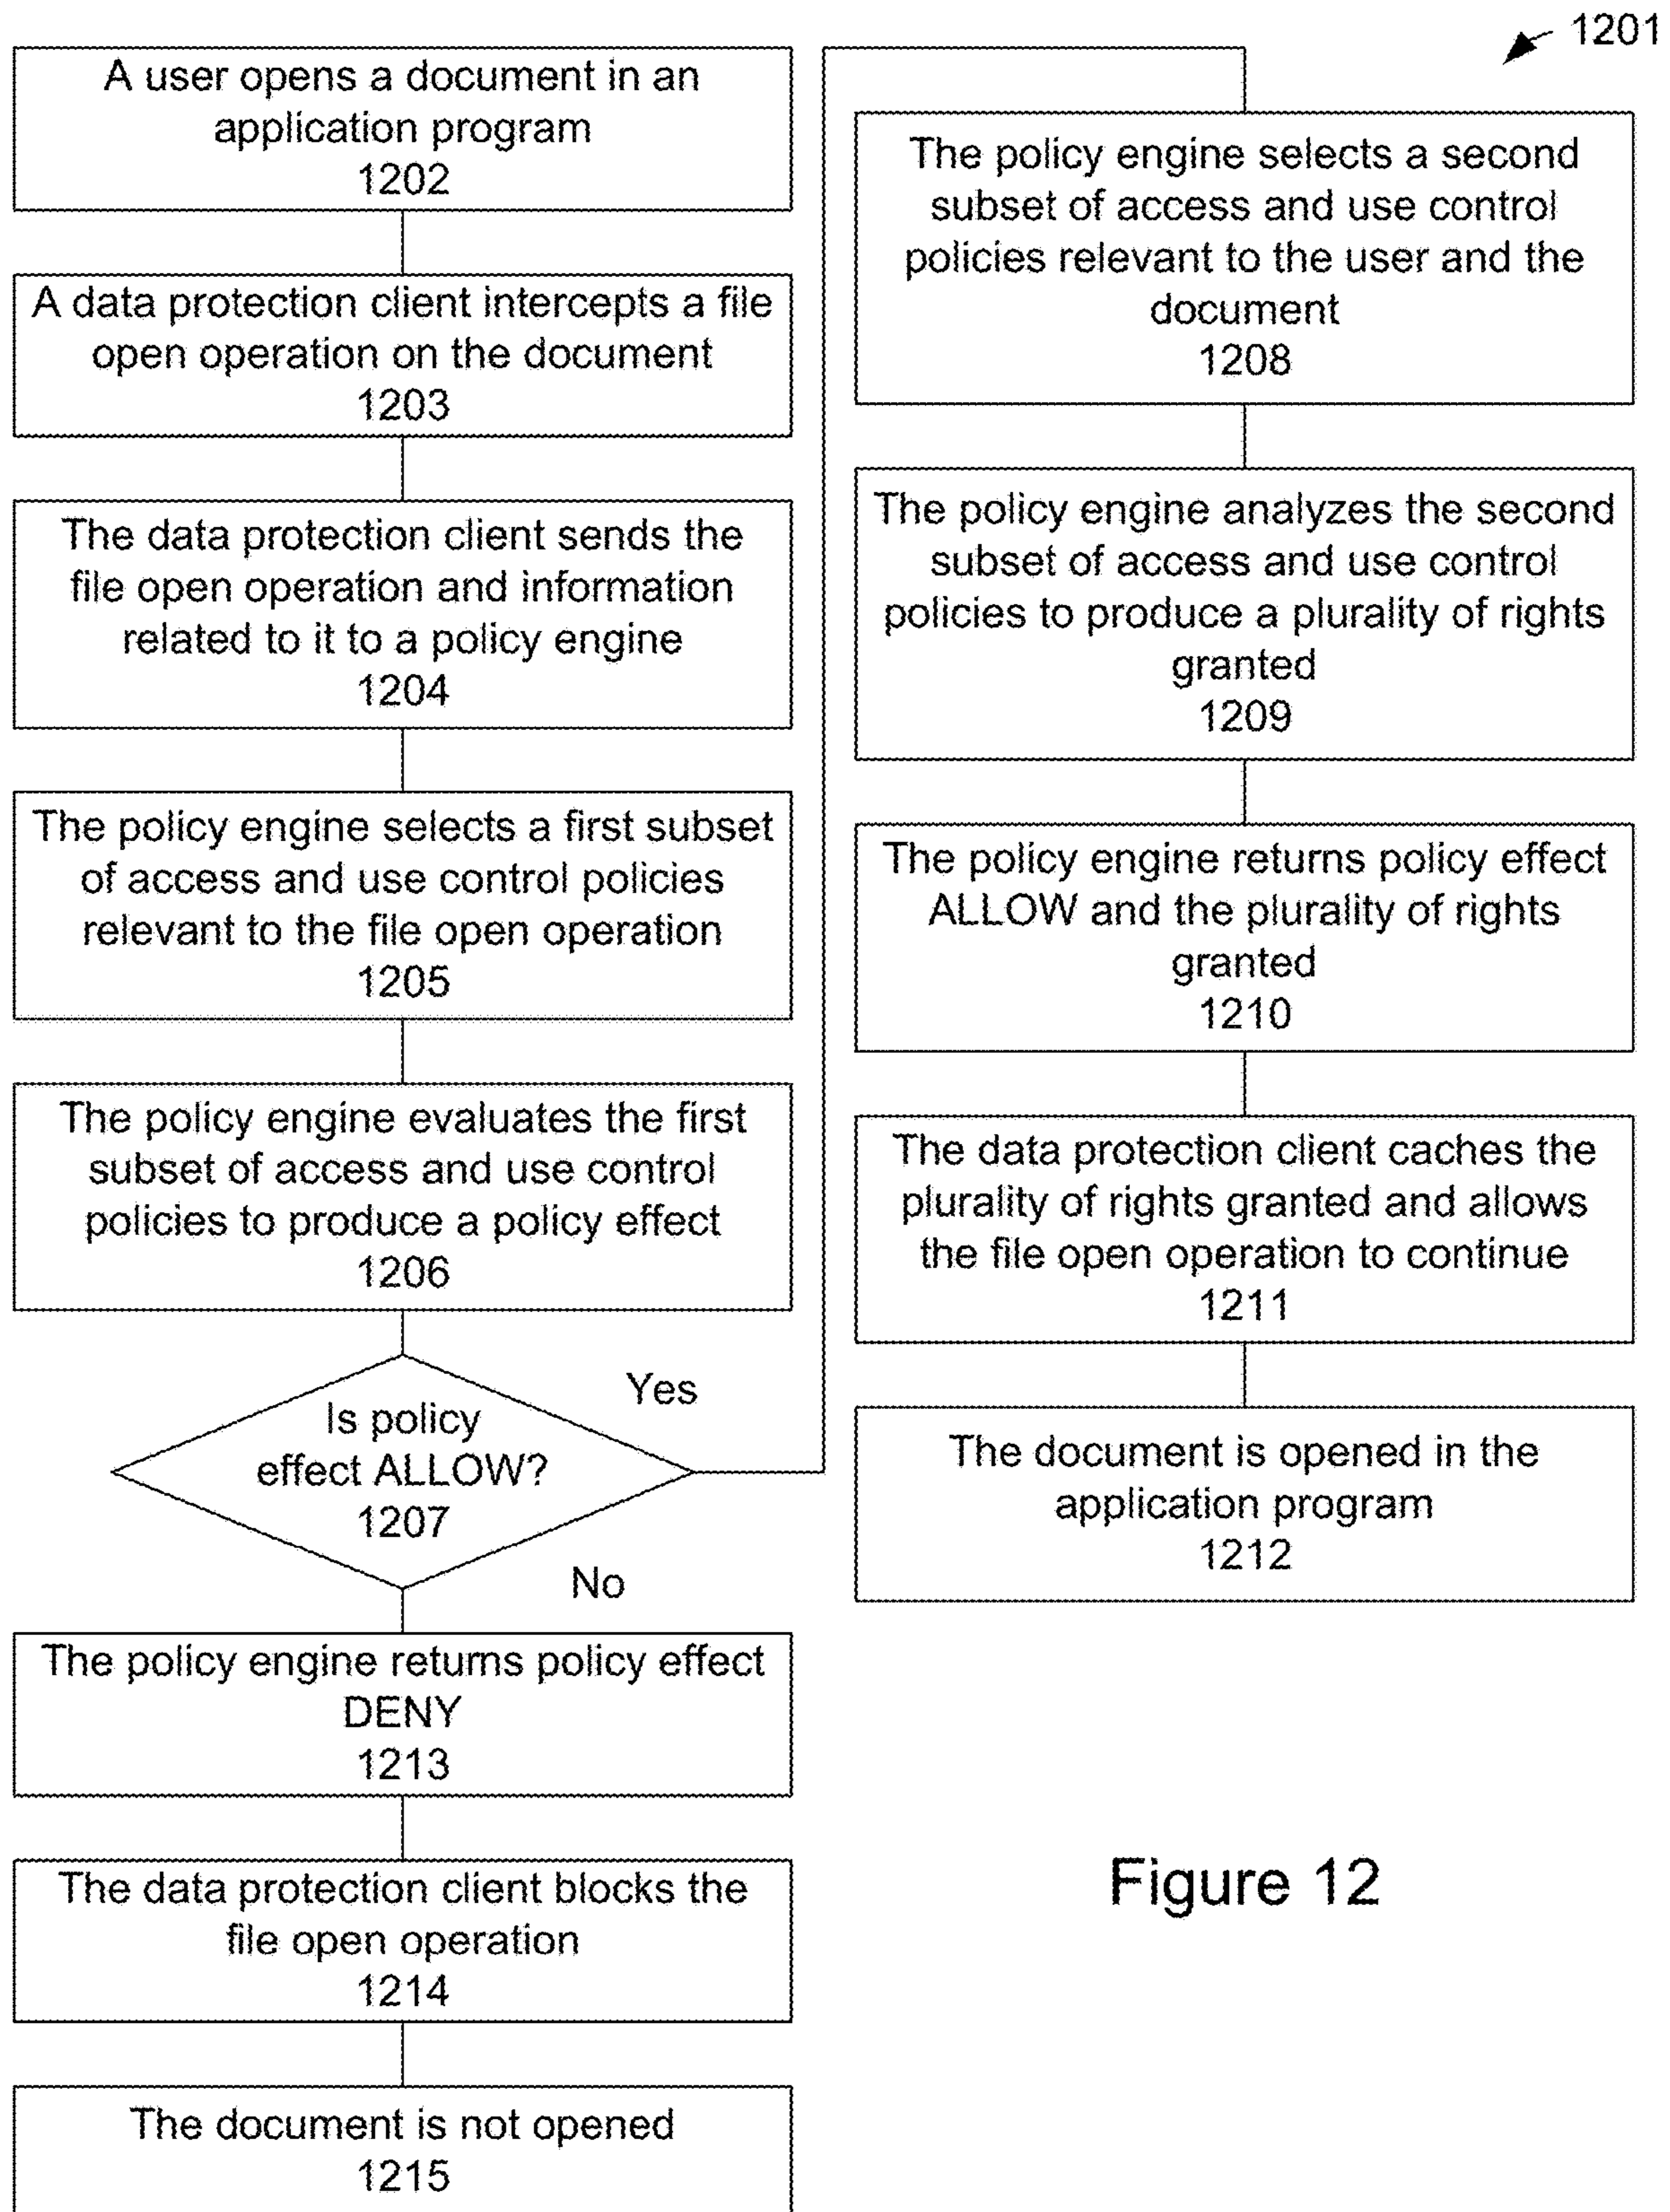 1201
A user opens a document in an
application program
1202
A data protection client intercepts a file
open operation on the document
1203
The data protection client sends the
file open operation and information
related to it to a policy engine
1204
The policy engine selects a first subset
of access and use control policies
relevant to the file open operation
1205
The policy engine evaluates the first
subset of access and use control
policies to produce a policy effect
1206
Is policy
effect ALLOW?
1207
Yes
No
The policy engine returns policy effect
DENY
1213
The data protection client blocks the
file open operation
1214
The document is not opened
1215
The policy engine selects a second
subset of access and use control
policies relevant to the user and the
document
1208
The policy engine analyzes the second
subset of access and use control
policies to produce a plurality of rights
granted
1209
The policy engine returns policy effect
ALLOW and the plurality of rights
granted
1210
The data protection client caches the
plurality of rights granted and allows
the file open operation to continue
1211
The document is opened in the
application program
1212
Figure 12